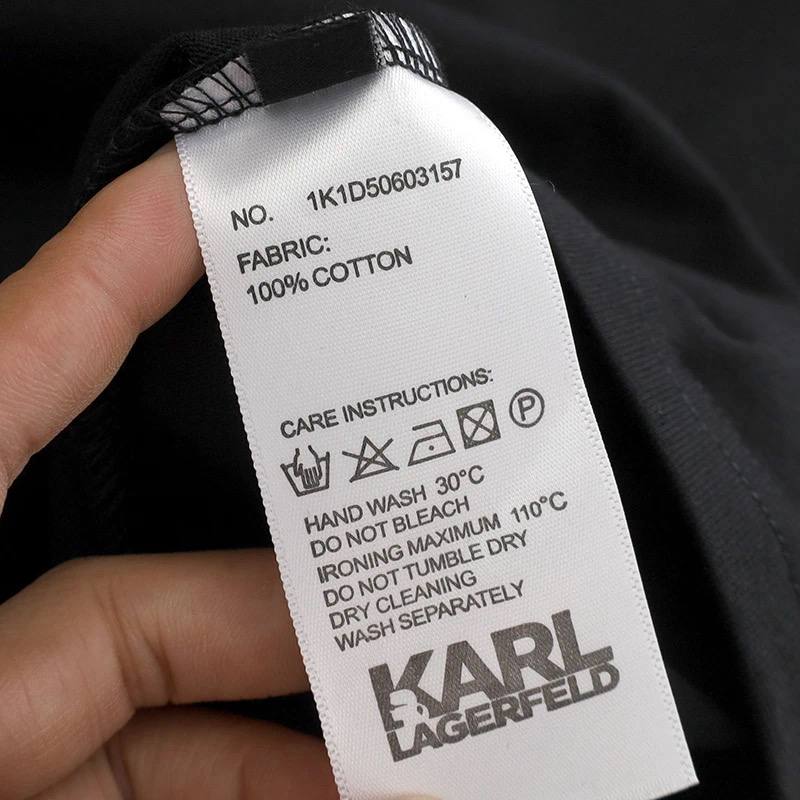 NO. 1K1D50603157
FABRIC:
100% COTTON
CARE INSTRUCTIONS:
P
HAND WASH 30°C
DO NOT BLEACH
IRONING MAXIMUM 110°C
DO NOT TUMBLE DRY
DRY CLEANING
WASH SEPARATELY
KARL
LAGERFELD